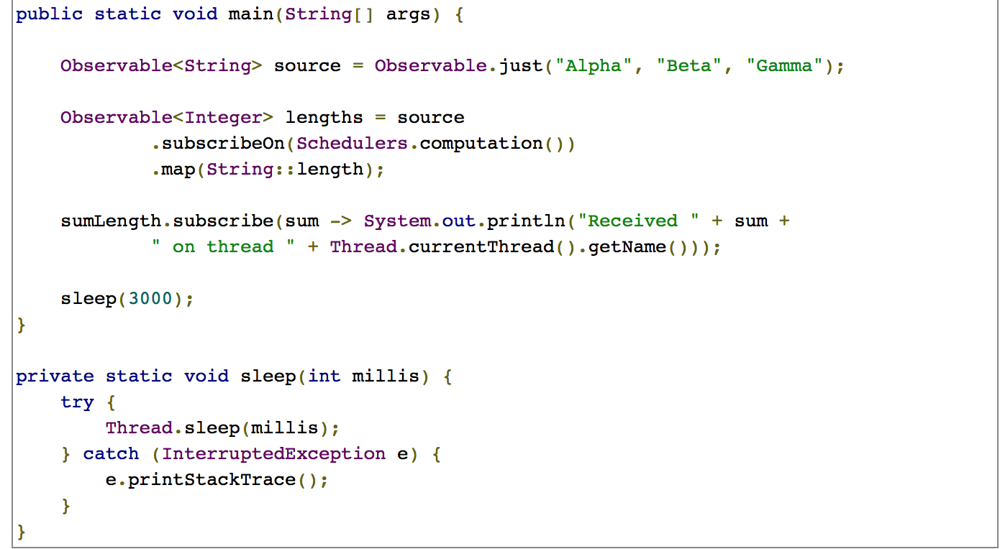 public static void main(String[] args) {
Observable<String> source = Observable.just("Alpha", "Beta", "Gamma");
Observable<Integer> lengths = source
.subscribeOn(Schedulers.computation())
.map(String::length);
sumLength.subscribe(sum -> System.out.println("Received " + sum +
" on thread " + Thread.currentThread().getName()));
sleep(3000);
}
private static void sleep(int millis) {
try {
Thread.sleep(millis);
} catch (InterruptedException e) {
e.printStackTrace();
}
}